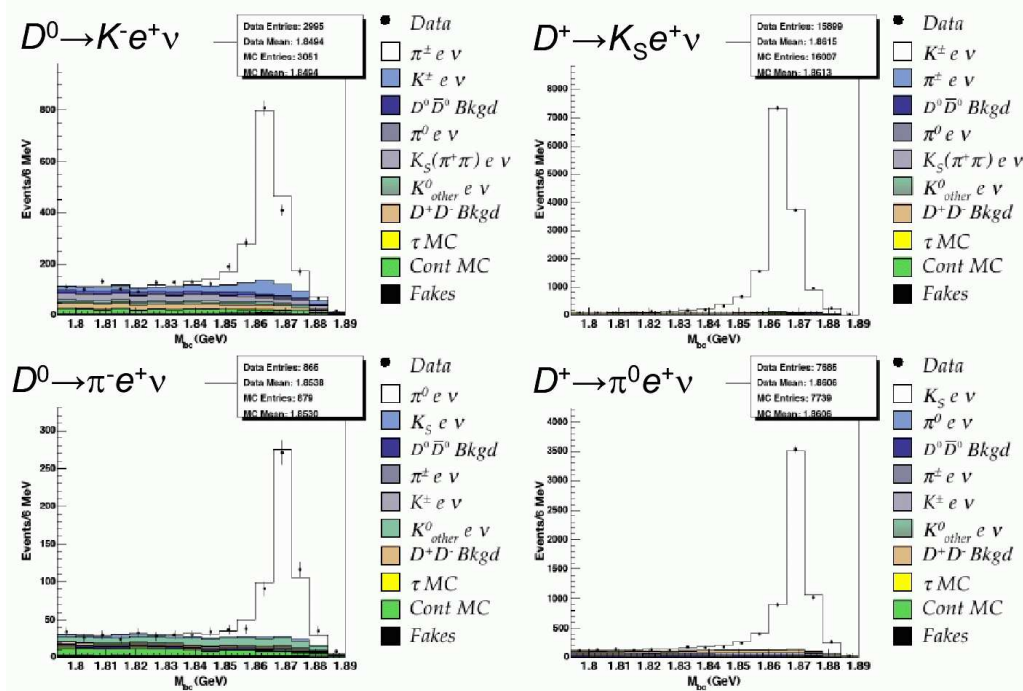 D⁰→K⁻e⁺ν
Data Entries: 2995
Data Mean: 1.8494
MC Entries: 3051
MC Mean: 1.8494
Data
π± e ν
K± e ν
D⁰D̄⁰ Bkgd
π⁰ e ν
K_S(π⁺π⁻) e ν
K⁰_other e ν
D⁺D⁻ Bkgd
τ MC
Cont MC
Fakes
Events/6 MeV
800
600
400
200
0
1.8 1.81 1.82 1.83 1.84 1.85 1.86 1.87 1.88 1.89
M_bc (GeV)
D⁺→K_S e⁺ν
Data Entries: 15899
Data Mean: 1.8615
MC Entries: 16007
MC Mean: 1.8613
Data
K± e ν
π± e ν
D⁰D̄⁰ Bkgd
π⁰ e ν
K_S(π⁺π⁻) e ν
K⁰_other e ν
D⁺D⁻ Bkgd
τ MC
Cont MC
Fakes
Events/6 MeV
8000
7000
6000
5000
4000
3000
2000
1000
0
1.8 1.81 1.82 1.83 1.84 1.85 1.86 1.87 1.88 1.89
M_bc (GeV)
D⁰→π⁻e⁺ν
Data Entries: 866
Data Mean: 1.8538
MC Entries: 879
MC Mean: 1.8530
Data
π⁰ e ν
K_S e ν
D⁰D̄⁰ Bkgd
π± e ν
K± e ν
K⁰_other e ν
D⁺D⁻ Bkgd
τ MC
Cont MC
Fakes
Events/6 MeV
300
250
200
150
100
50
0
1.8 1.81 1.82 1.83 1.84 1.85 1.86 1.87 1.88 1.89
M_bc (GeV)
D⁺→π⁰e⁺ν
Data Entries: 7685
Data Mean: 1.8606
MC Entries: 7739
MC Mean: 1.8606
Data
K_S e ν
π⁰ e ν
D⁰D̄⁰ Bkgd
π± e ν
K± e ν
K⁰_other e ν
D⁺D⁻ Bkgd
τ MC
Cont MC
Fakes
Events/6 MeV
4000
3500
3000
2500
2000
1500
1000
500
0
1.8 1.81 1.82 1.83 1.84 1.85 1.86 1.87 1.88 1.89
M_bc (GeV)